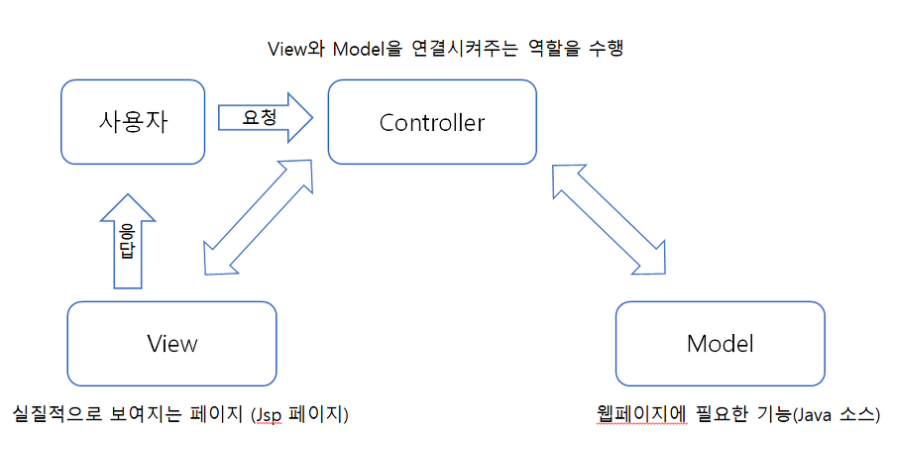 View와 Model을 연결시켜주는 역할을 수행
사용자
요청
Controller
응답
View
Model
실질적으로 보여지는 페이지 (Jsp 페이지)
웹페이지에 필요한 기능(Java 소스)